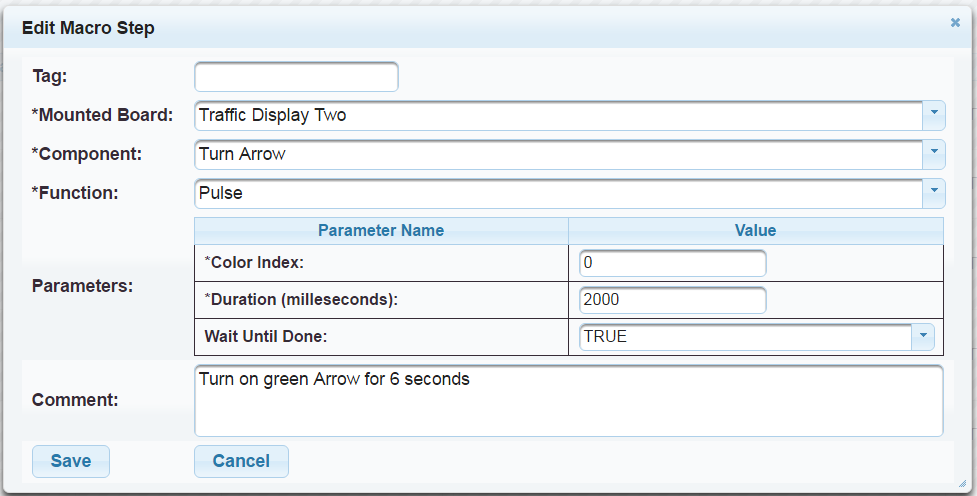 Edit Macro Step
Tag:
*Mounted Board: Traffic Display Two
*Component: Turn Arrow
*Function: Pulse
Parameter Name Value
*Color Index: 0
Parameters:
*Duration (milleseconds): 2000
Wait Until Done: TRUE
Comment: Turn on green Arrow for 6 seconds
Save Cancel